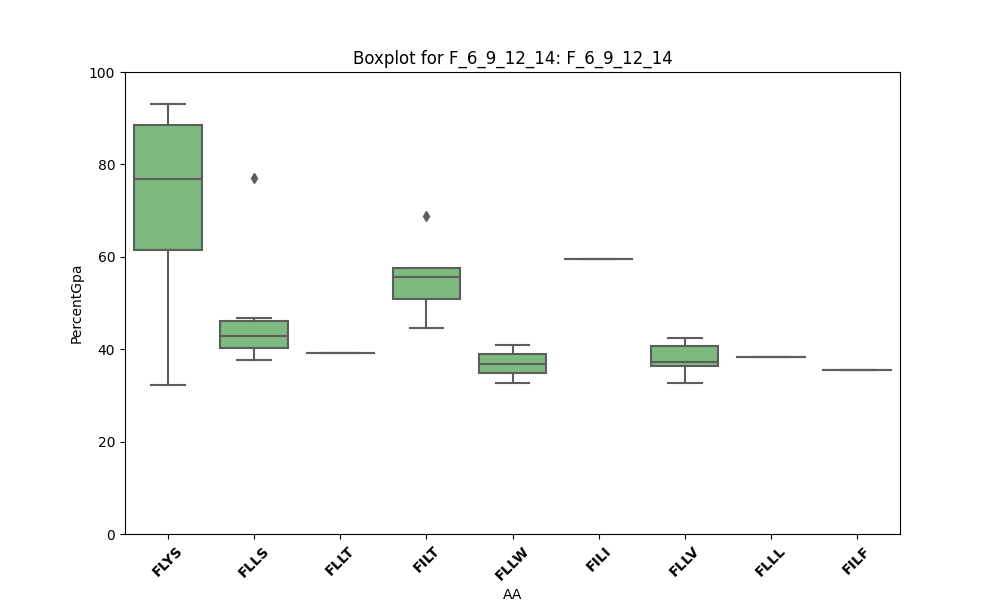 Boxplot for F_6_9_12_14: F_6_9_12_14
100
80
60
40
20
0
PercentGpa
FLYS
FLLS
FLLT
FILT
FLLW
FILI
FLLV
FLLL
FILF
AA